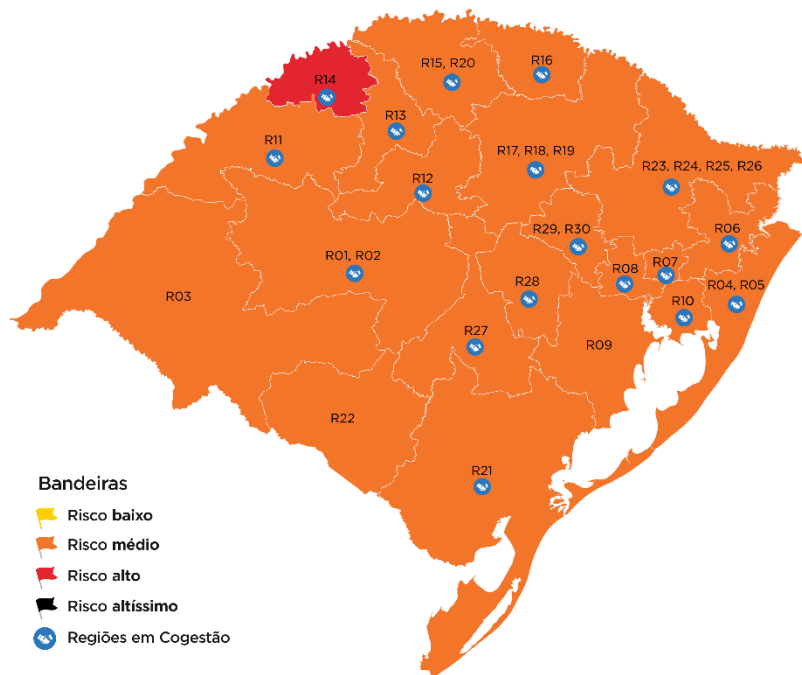 R15, R20
R16
R14
R13
R11
R17, R18, R19
R23, R24, R25, R26
R12
R29, R30
R06
R01, R02
R07
R08
R28
R04, R05
R03
R10
R27
R09
R22
R21
Bandeiras
Risco baixo
Risco médio
Risco alto
Risco altíssimo
Regiões em Cogestão